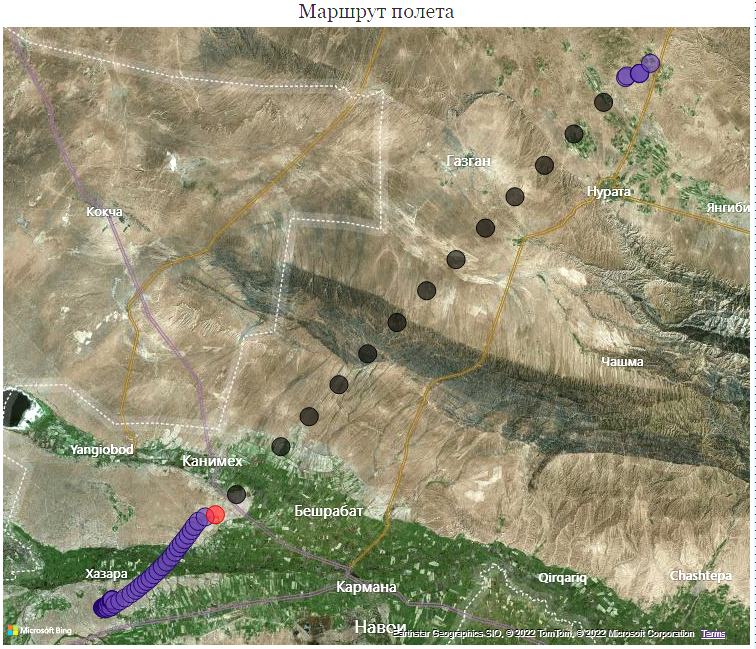 Маршрут полета
Газган
Нурата
Янгиби
Кокча
Чашма
Yangiobod
Канимех
Бешрабат
Хазара
Qirqariq
Chashtepa
Кармана
Навои
Microsoft Bing
Earthstar Geographics SIO, © 2022 TomTom, © 2022 Microsoft Corporation Terms